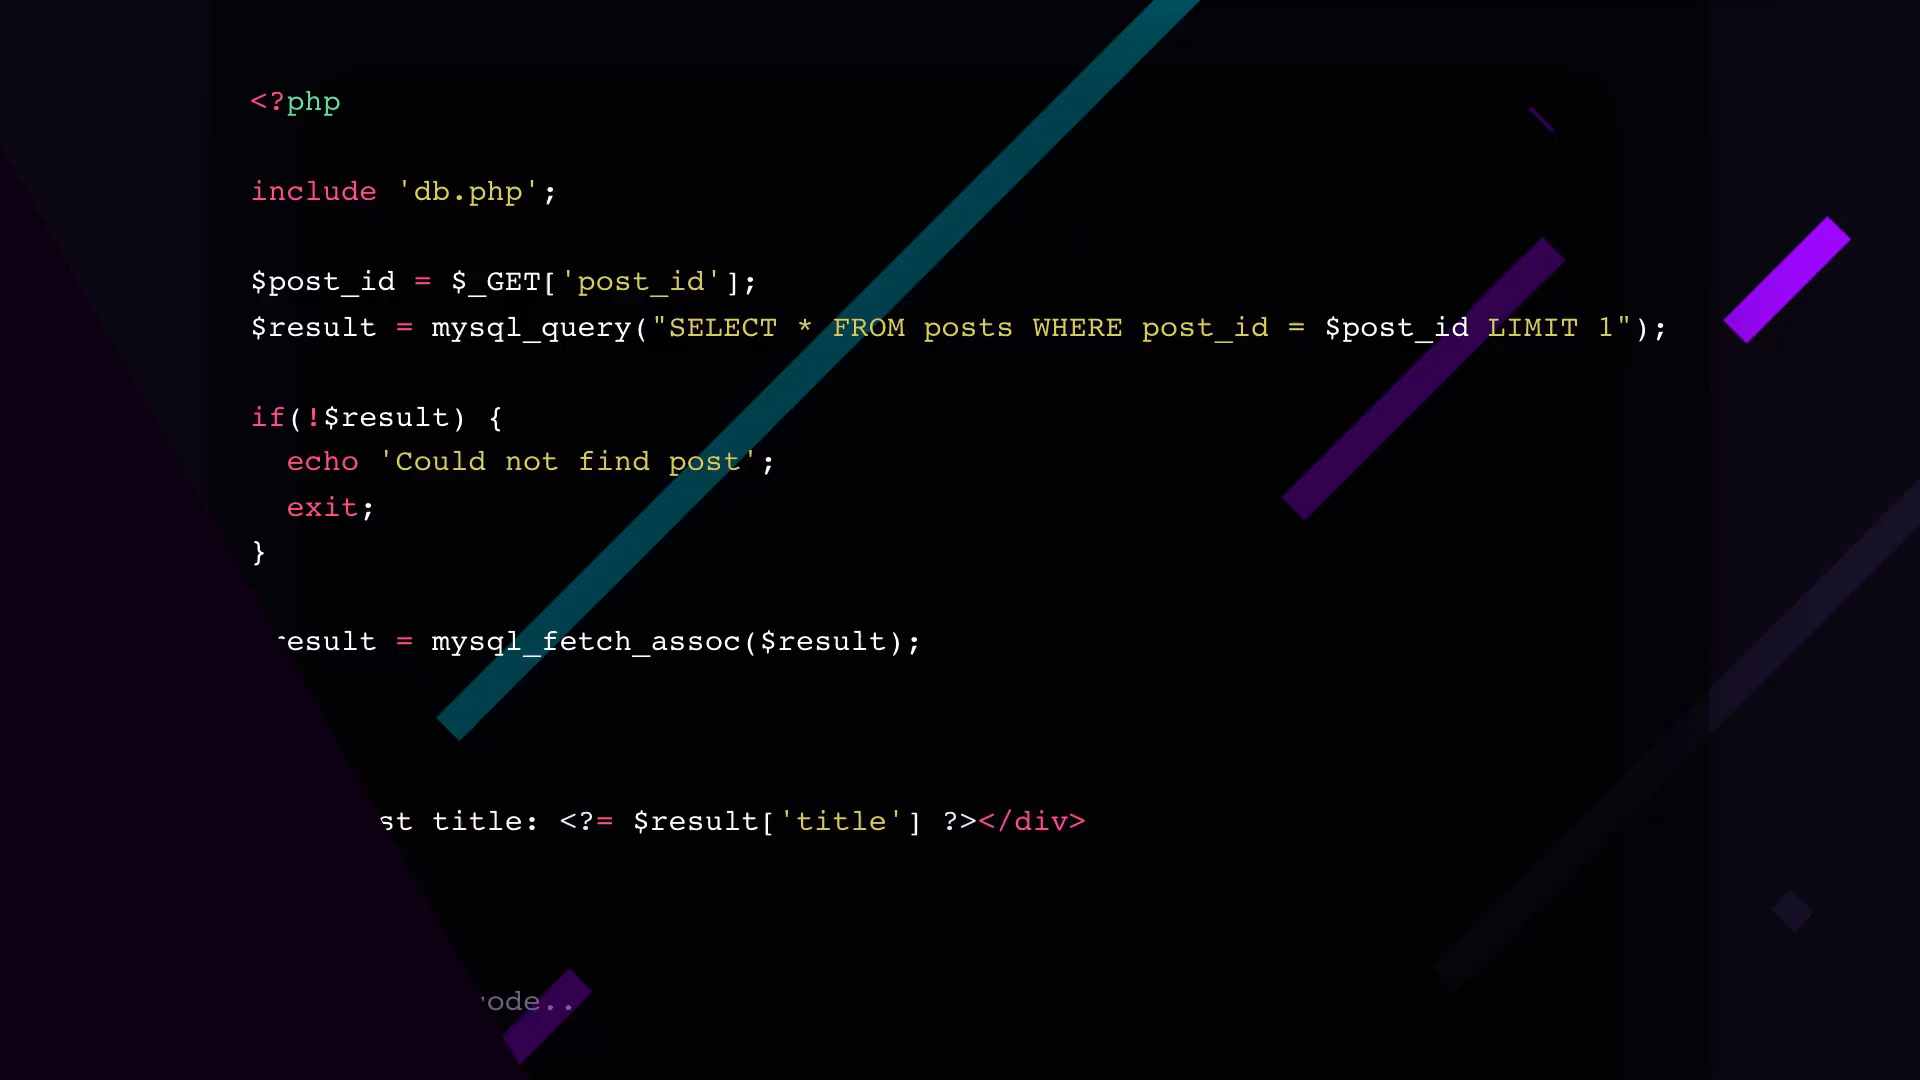 <?php
include 'db.php';
$post_id = $_GET['post_id'];
$result = mysql_query("SELECT * FROM posts WHERE post_id = $post_id LIMIT 1");
if(!$result) {
echo 'Could not find post';
exit;
}
result = mysql_fetch_assoc($result);
st title: <?= $result['title'] ?></div>
ode..